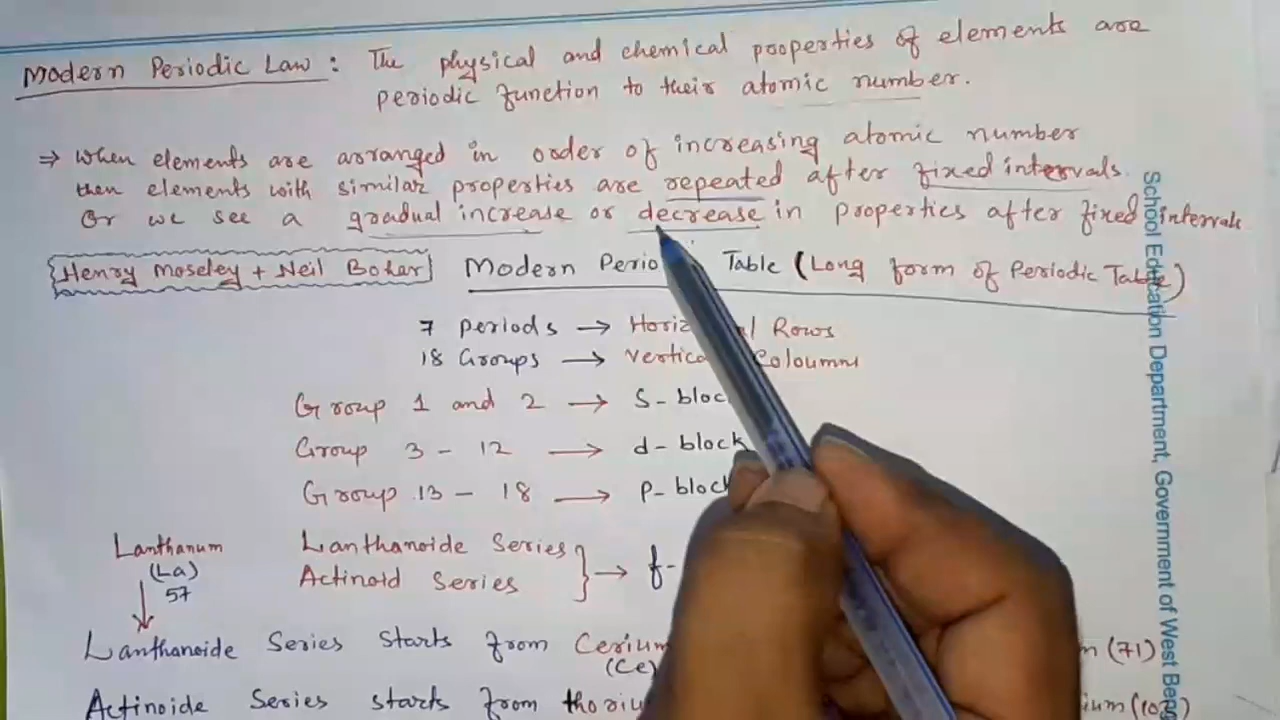 Modern Periodic Law : The physical and chemical properties of elements are
periodic function to their atomic number.
⇒ When elements are arranged in order of increasing atomic number
then elements with similar properties are repeated after fixed intervals.
Or we see a gradual increase or decrease in properties after fixed intervals
Henry Moseley + Neil Boher Modern Perio Table (Long form of Periodic Table)
7 periods → Horiz l Rows
18 Groups → Vertica Coloumns
Group 1 and 2 → S-bloc
Group 3 - 12 → d-block
Group 13 - 18 → p-block
Lanthanum
(La)
57
Lanthanoide Series
Actinoid Series } → f-
Lanthanoide Series starts from Cerium (71)
(Ce)
Actinoide Series starts from thoriu
School Education Department, Government of West Beng